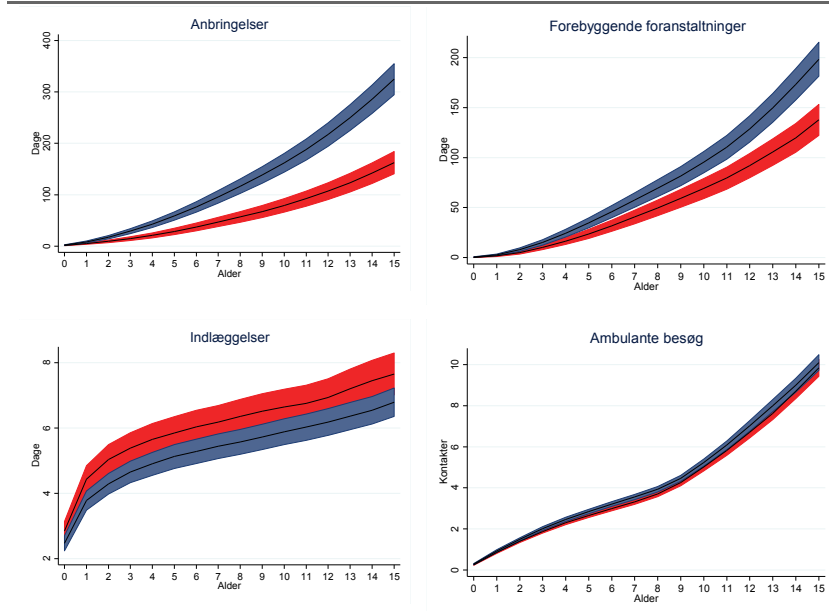 Anbringelser
400
300
200
100
0
Dage
0 1 2 3 4 5 6 7 8 9 10 11 12 13 14 15
Alder
Forebyggende foranstaltninger
200
150
100
50
0
Dage
0 1 2 3 4 5 6 7 8 9 10 11 12 13 14 15
Alder
Indlæggelser
8
6
4
2
Dage
0 1 2 3 4 5 6 7 8 9 10 11 12 13 14 15
Alder
Ambulante besøg
10
8
6
4
2
0
Kontakter
0 1 2 3 4 5 6 7 8 9 10 11 12 13 14 15
Alder